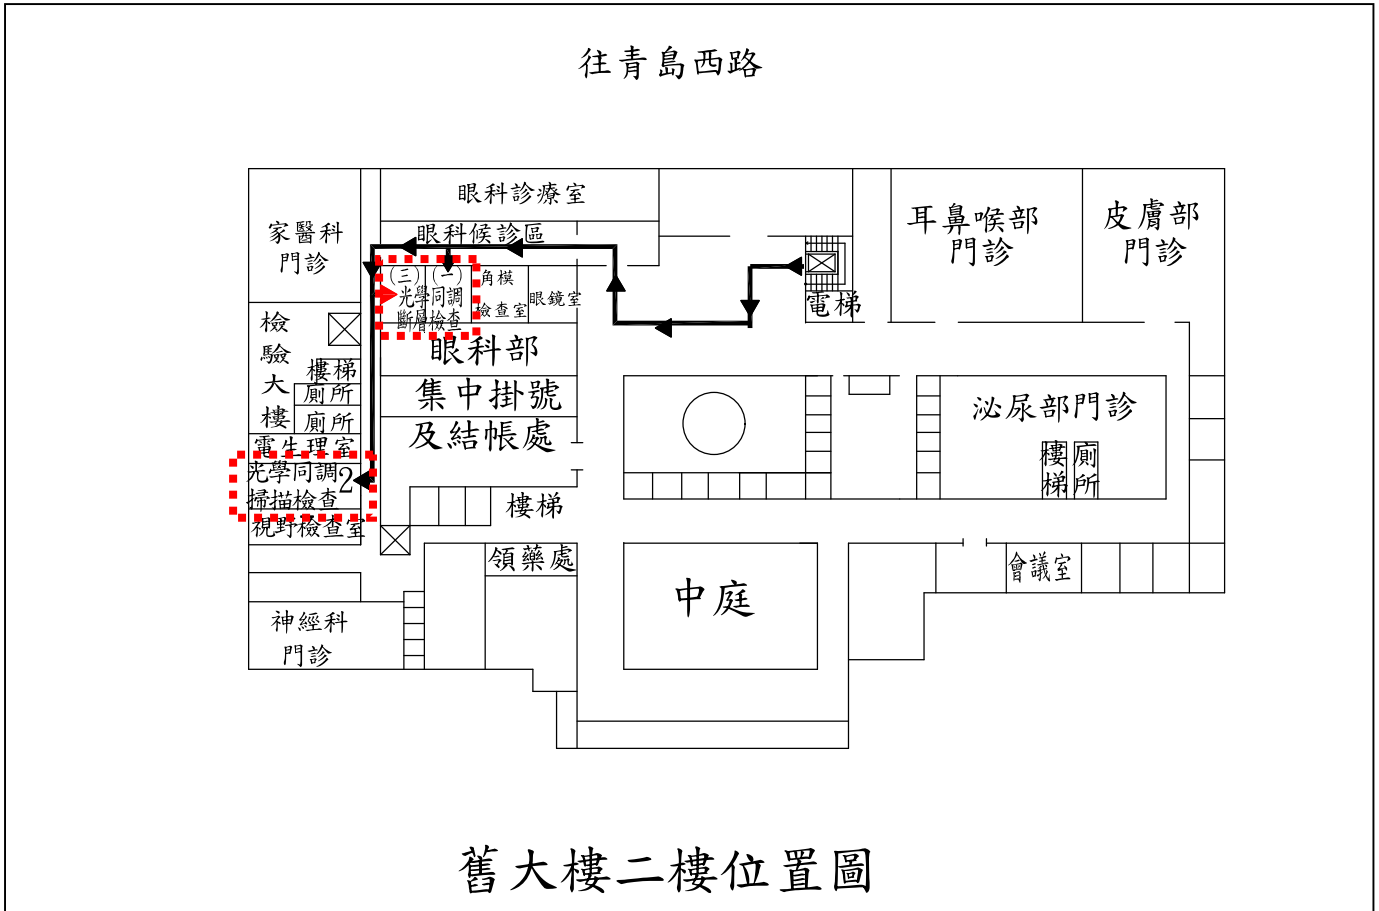 往青島西路
眼科診療室
家醫科
門診
眼科候診區
耳鼻喉部
門診
皮膚部
門診
(三)(一)
光學同調
斷層檢查
角模
檢查室
眼鏡室
電梯
檢驗大樓
樓梯
廁所
廁所
眼科部
集中掛號
及結帳處
電生理室
光學同調2
掃描檢查
視野檢查室
樓梯
泌尿部門診
樓梯
廁所
領藥處
中庭
會議室
神經科
門診
舊大樓二樓位置圖